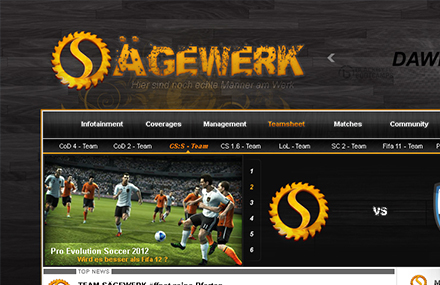 SÄGEWERK
Hier sind noch echte Männer am Werk
DAW
Infotainment Coverages Management Teamsheet Matches Community
CoD 4 - Team CoD 2 - Team CS:S - Team CS 1.6 - Team LoL - Team SC 2 - Team Fifa 11 - Team
1
2
3
4
5
6
S
VS
Pro Evolution Soccer 2012
Wird es besser als Fifa 12 ?
TOP NEWS
TEAM SÄGEWERK öffnet seine Pforten